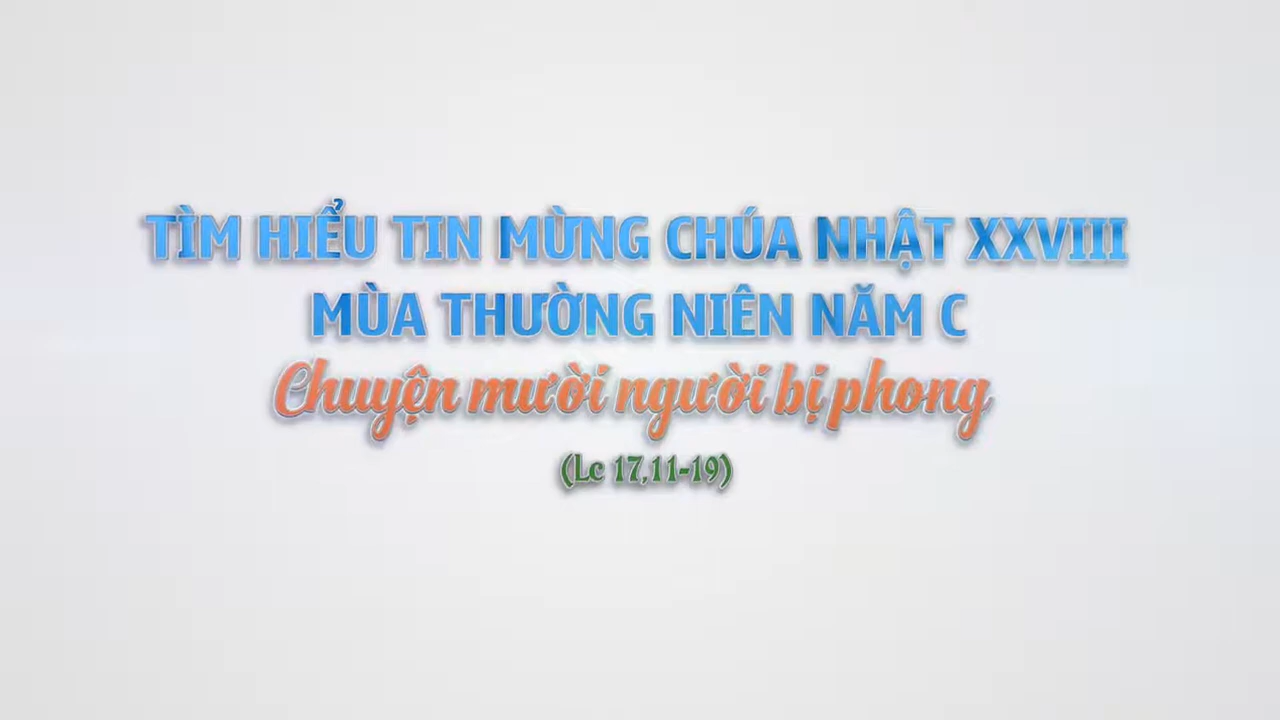 TÌM HIỂU TIN MỪNG CHÚA NHẬT XXVIII
MÙA THƯỜNG NIÊN NĂM C
Chuyện mười người bị phong
(Lc 17,11-19)